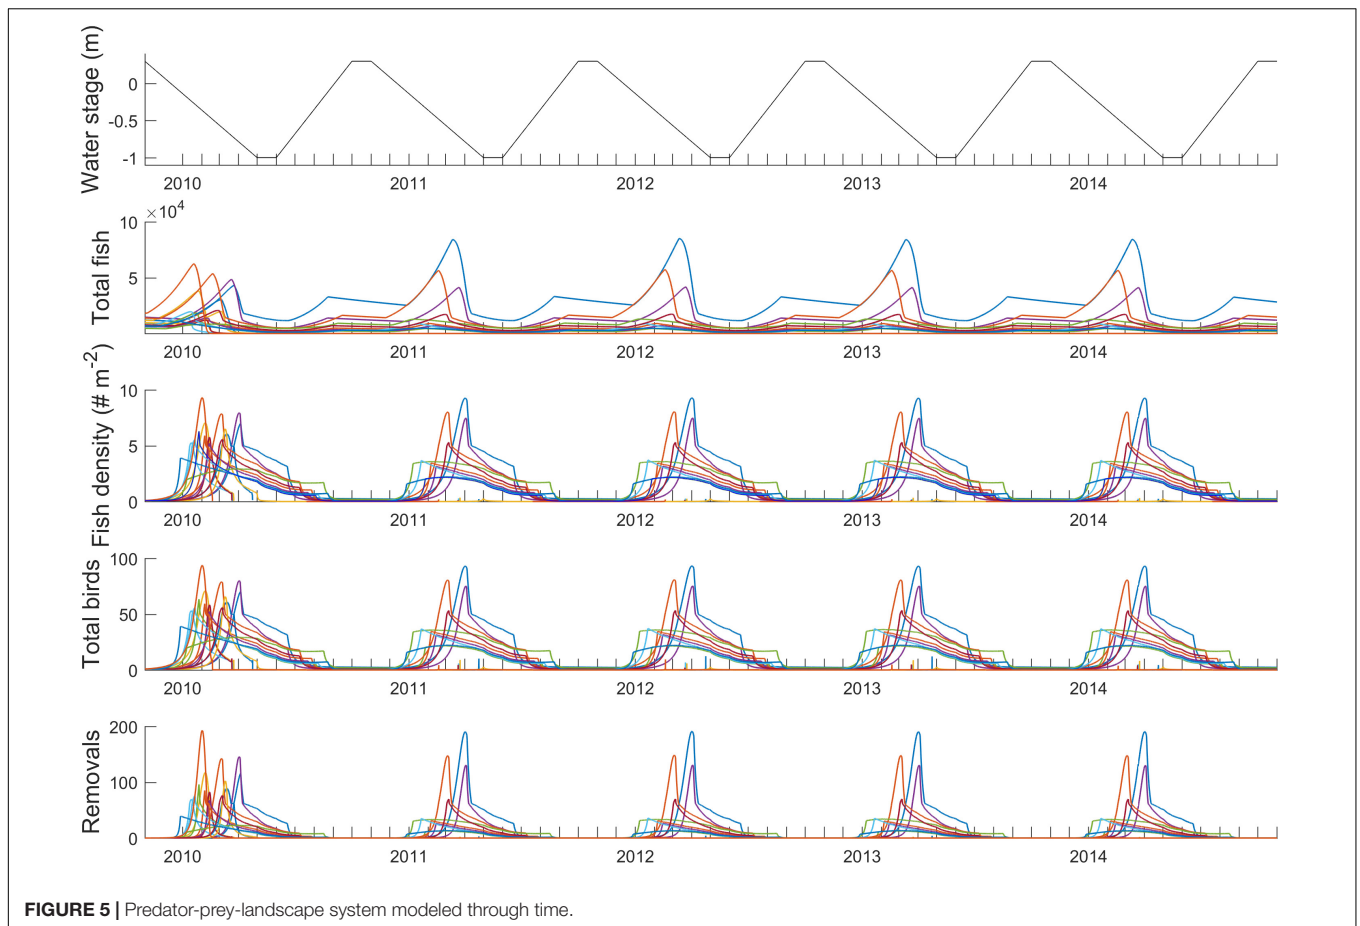 Water stage (m)
0
-0.5
-1
2010 2011 2012 2013 2014
×10⁴
Total fish
10
5
2010 2011 2012 2013 2014
Fish density (# m⁻²)
10
5
0
2010 2011 2012 2013 2014
Total birds
100
50
0
2010 2011 2012 2013 2014
Removals
200
100
0
2010 2011 2012 2013 2014
FIGURE 5 | Predator-prey-landscape system modeled through time.